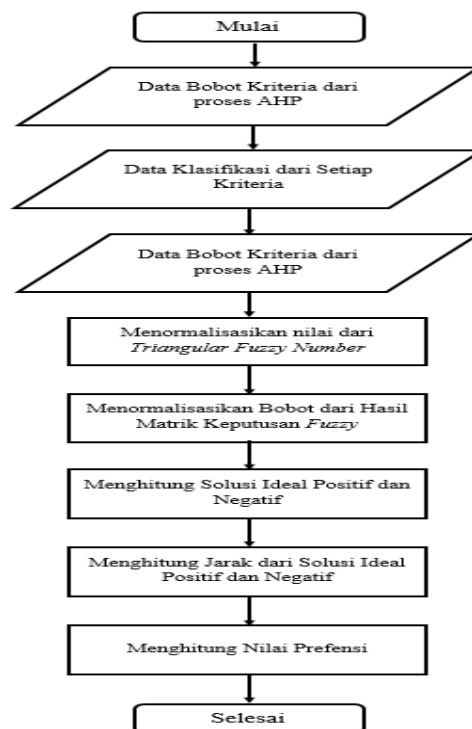 Mulai
Data Bobot Kriteria dari
proses AHP
Data Klasifikasi dari Setiap
Kriteria
Data Bobot Kriteria dari
proses AHP
Menormalisasikan nilai dari
Triangular Fuzzy Number
Menormalisasikan Bobot dari Hasil
Matrik Keputusan Fuzzy
Menghitung Solusi Ideal Positif dan
Negatif
Menghitung Jarak dari Solusi Ideal
Positif dan Negatif
Menghitung Nilai Prefensi
Selesai